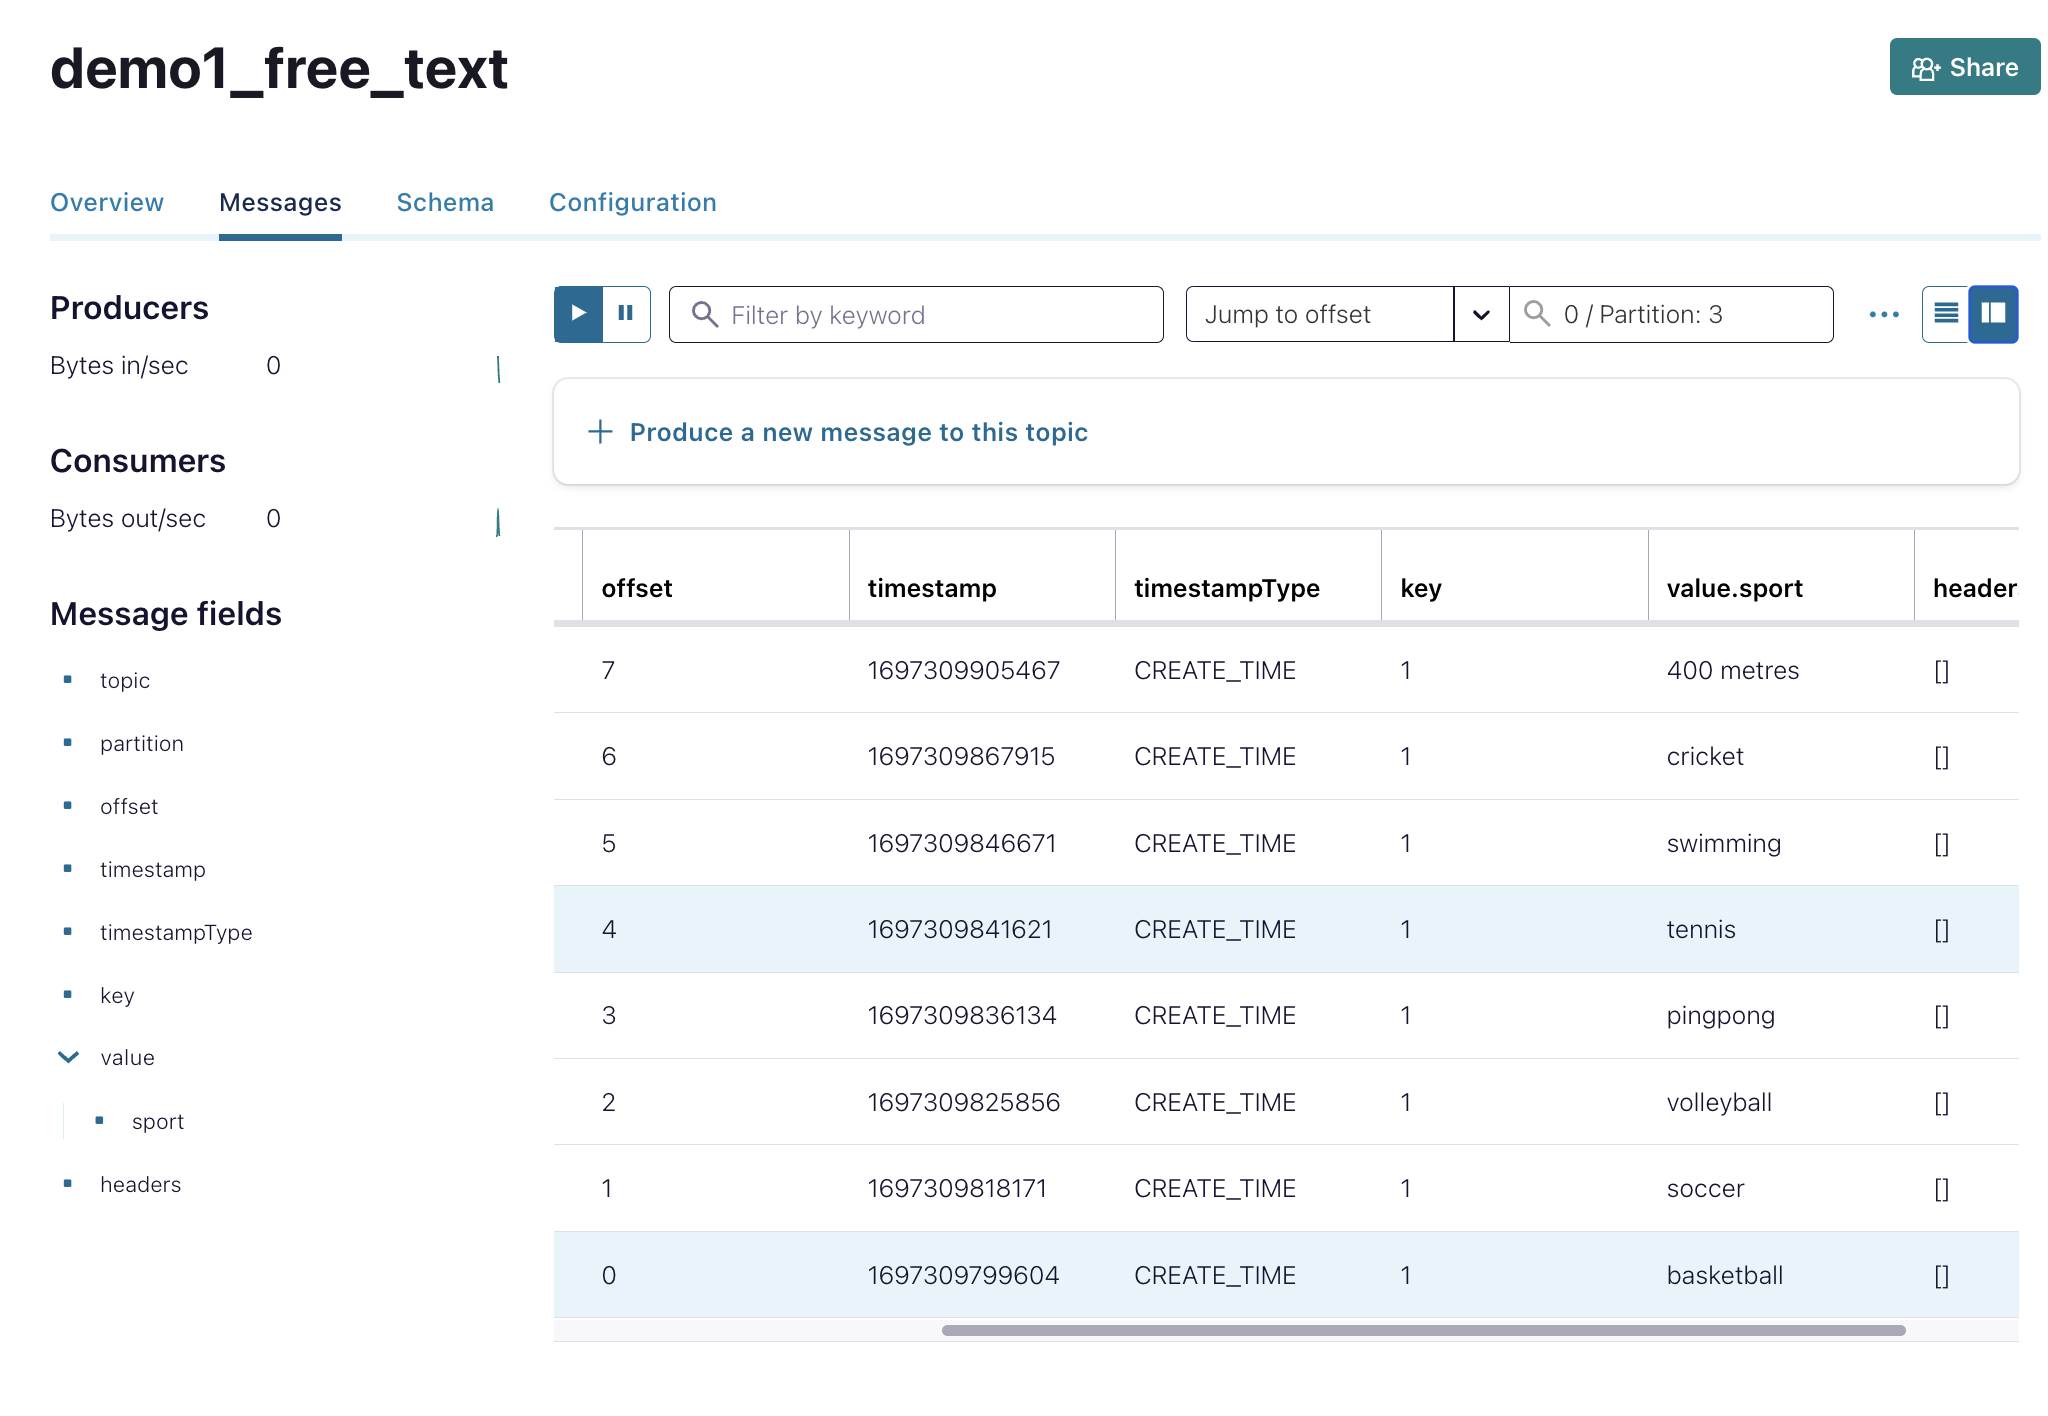 demo1_free_text
Share
Overview Messages Schema Configuration
Producers
Bytes in/sec 0
Consumers
Bytes out/sec 0
Message fields
topic
partition
offset
timestamp
timestampType
key
value
sport
headers
Filter by keyword Jump to offset 0 / Partition: 3
Produce a new message to this topic
offset timestamp timestampType key value.sport header
7 1697309905467 CREATE_TIME 1 400 metres []
6 1697309867915 CREATE_TIME 1 cricket []
5 1697309846671 CREATE_TIME 1 swimming []
4 1697309841621 CREATE_TIME 1 tennis []
3 1697309836134 CREATE_TIME 1 pingpong []
2 1697309825856 CREATE_TIME 1 volleyball []
1 1697309818171 CREATE_TIME 1 soccer []
0 1697309799604 CREATE_TIME 1 basketball []